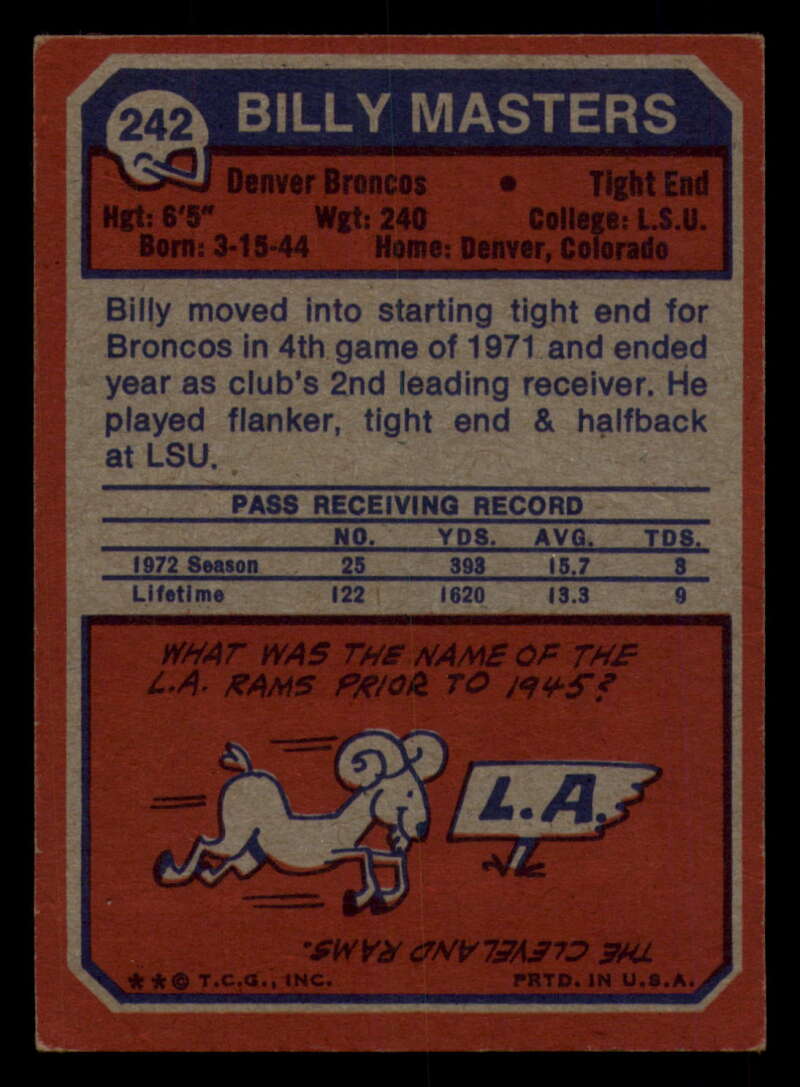 242 BILLY MASTERS
Denver Broncos • Tight End
Hgt: 6'5" Wgt: 240 College: L.S.U.
Born: 3-15-44 Home: Denver, Colorado
Billy moved into starting tight end for
Broncos in 4th game of 1971 and ended
year as club's 2nd leading receiver. He
played flanker, tight end & halfback
at LSU.
PASS RECEIVING RECORD
NO. YDS. AVG. TDS.
1972 Season 25 393 15.7 3
Lifetime 122 1620 13.3 9
WHAT WAS THE NAME OF THE
L.A. RAMS PRIOR TO 1945?
L.A.
THE CLEVELAND RAMS.
**© T.C.G., INC. PRTD. IN U.S.A.